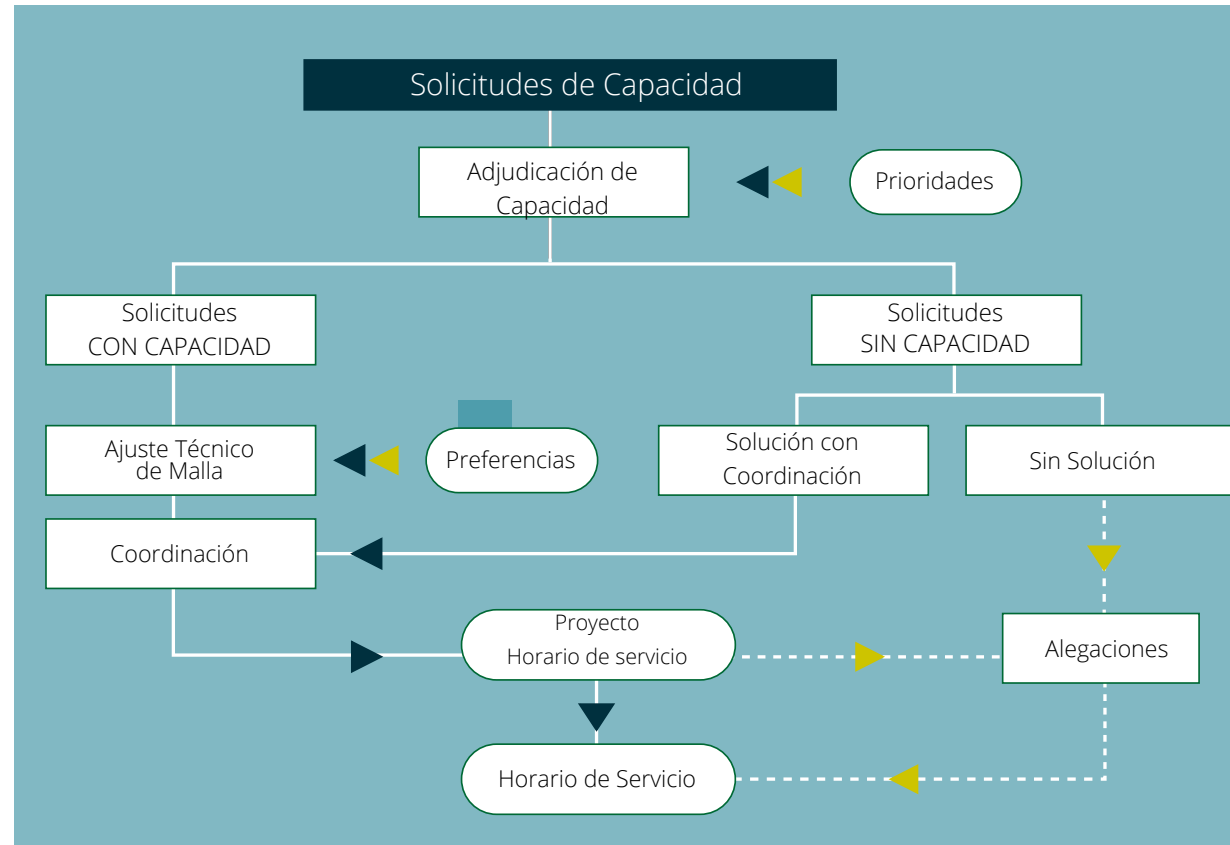 Solicitudes de Capacidad
Adjudicación de
Capacidad
Prioridades
Solicitudes
CON CAPACIDAD
Solicitudes
SIN CAPACIDAD
Ajuste Técnico
de Malla
Preferencias
Solución con
Coordinación
Sin Solución
Coordinación
Proyecto
Horario de servicio
Alegaciones
Horario de Servicio